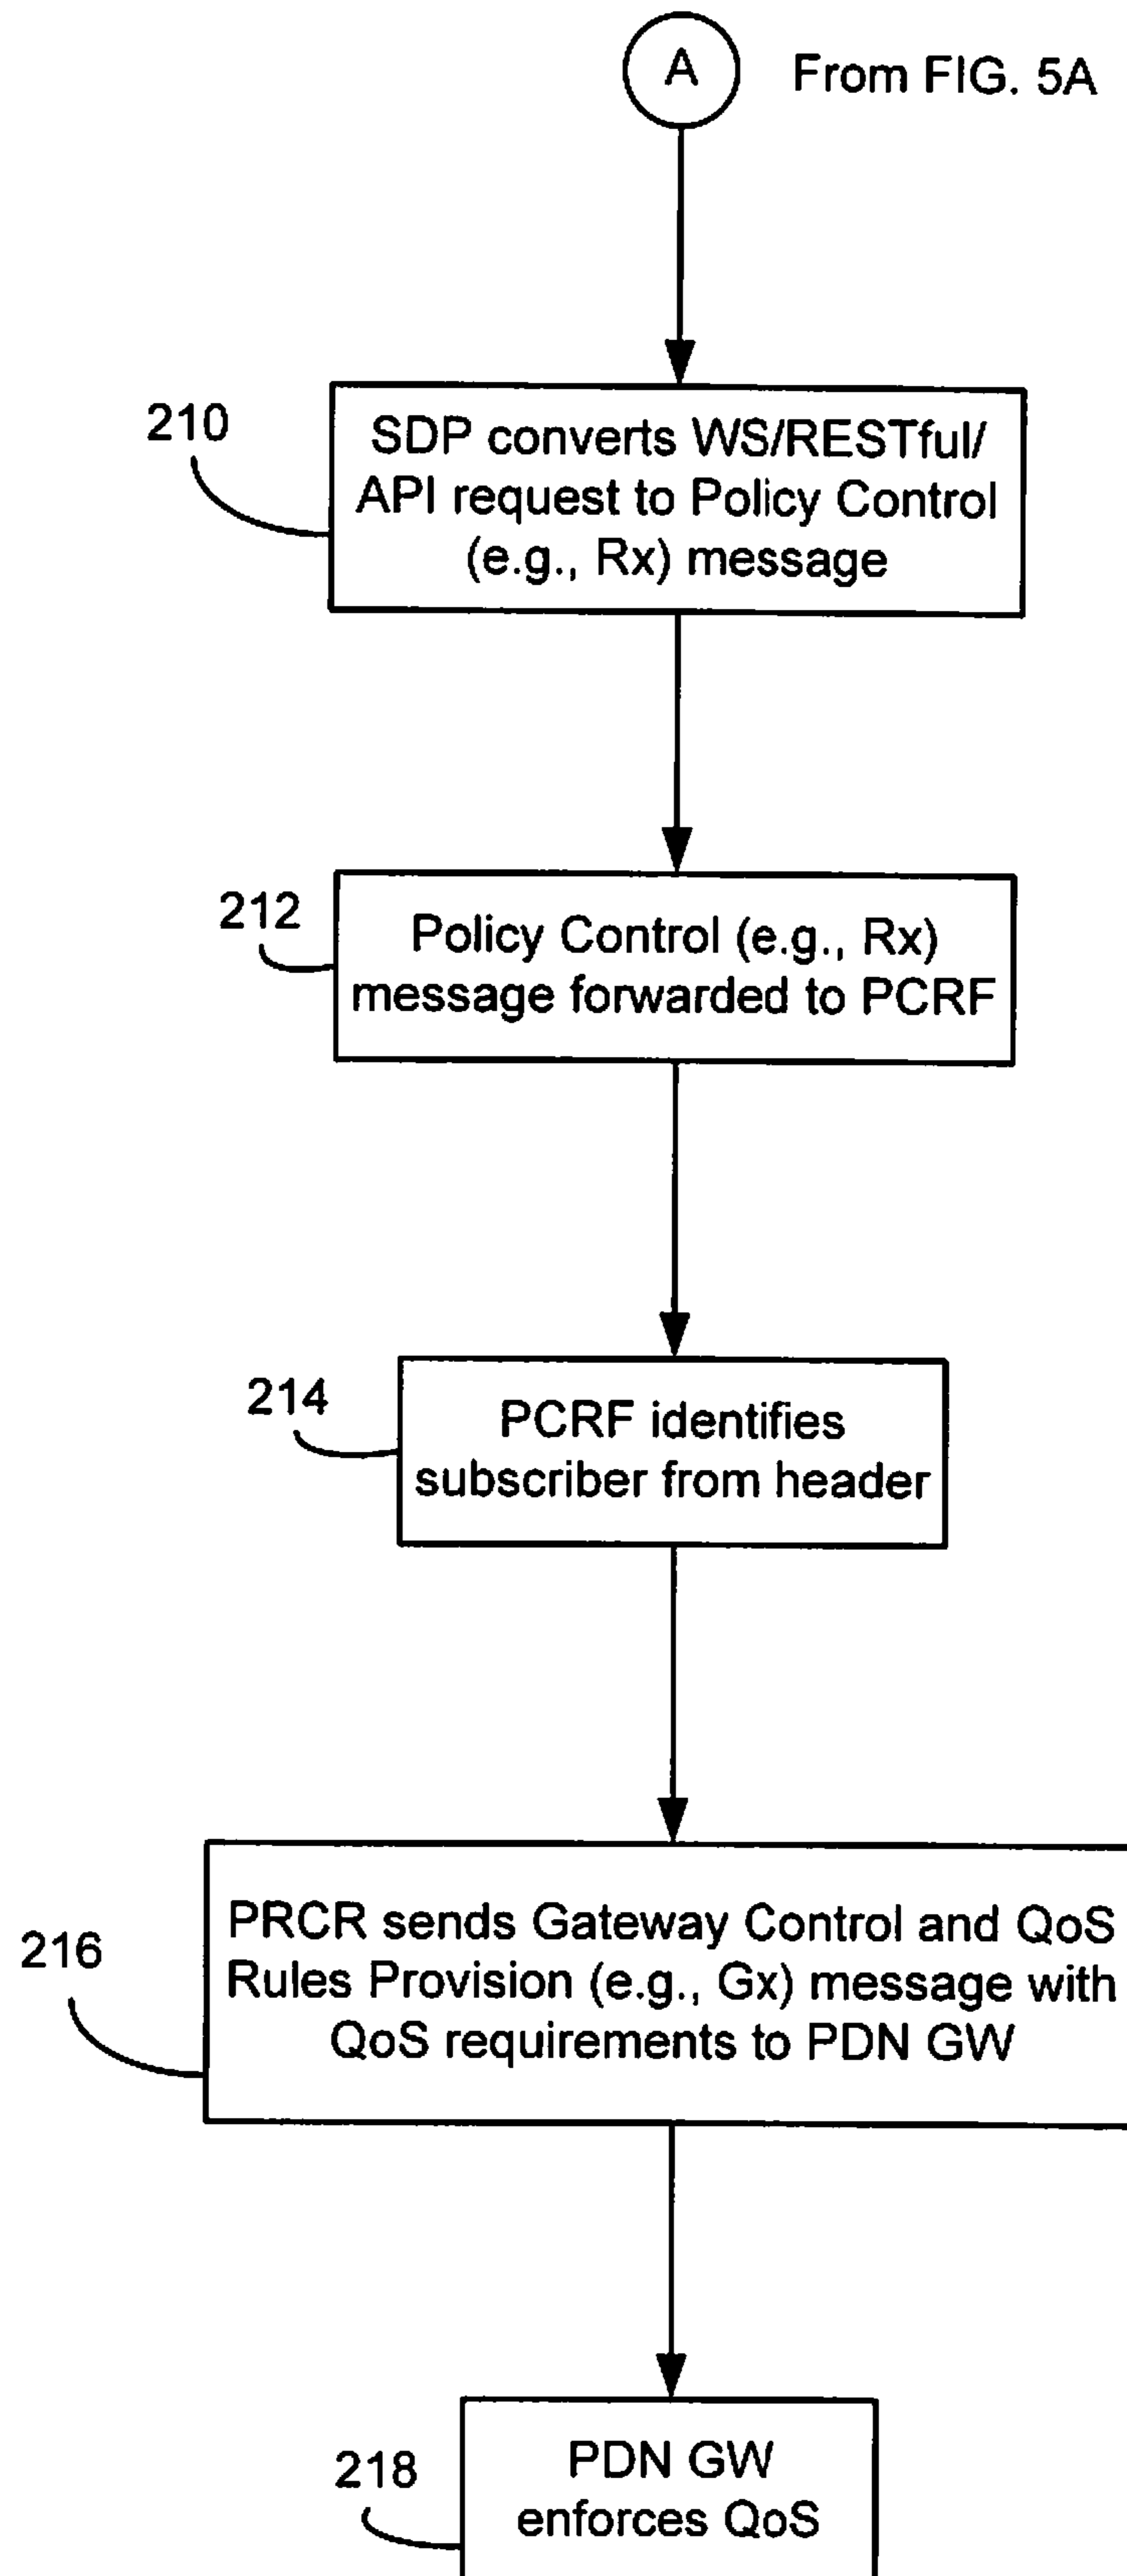 A
From FIG. 5A
210
SDP converts WS/RESTful/
API request to Policy Control
(e.g., Rx) message
212
Policy Control (e.g., Rx)
message forwarded to PCRF
214
PCRF identifies
subscriber from header
216
PRCR sends Gateway Control and QoS
Rules Provision (e.g., Gx) message with
QoS requirements to PDN GW
218
PDN GW
enforces QoS